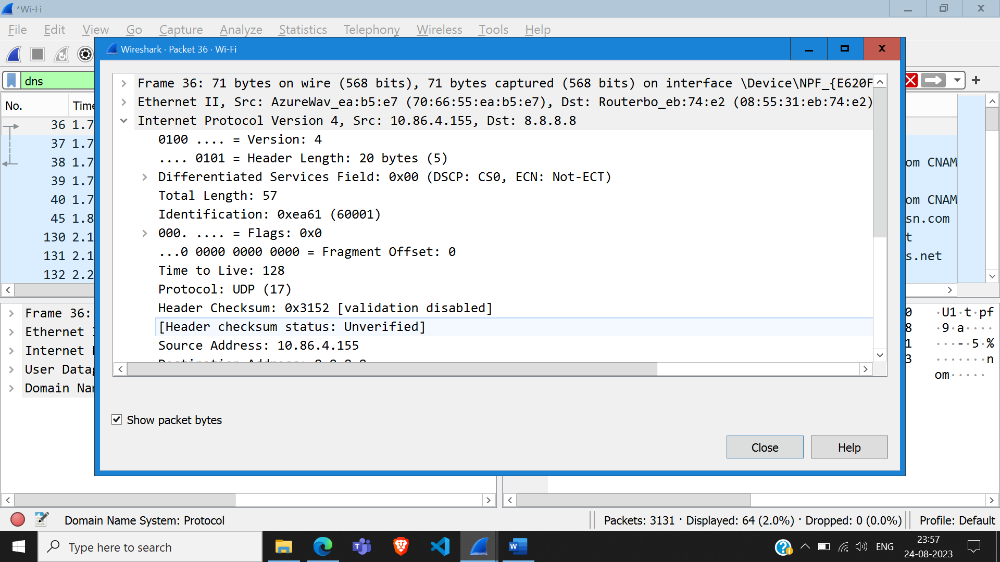 *Wi-Fi
File Edit View Go Capture Analyze Statistics Telephony Wireless Tools Help
Wireshark · Packet 36 · Wi-Fi
dns
Frame 36: 71 bytes on wire (568 bits), 71 bytes captured (568 bits) on interface \Device\NPF_{E620F
Ethernet II, Src: AzureWav_ea:b5:e7 (70:66:55:ea:b5:e7), Dst: Routerbo_eb:74:e2 (08:55:31:eb:74:e2)
Internet Protocol Version 4, Src: 10.86.4.155, Dst: 8.8.8.8
0100 .... = Version: 4
.... 0101 = Header Length: 20 bytes (5)
Differentiated Services Field: 0x00 (DSCP: CS0, ECN: Not-ECT)
Total Length: 57
Identification: 0xea61 (60001)
000. .... = Flags: 0x0
...0 0000 0000 0000 = Fragment Offset: 0
Time to Live: 128
Protocol: UDP (17)
Header Checksum: 0x3152 [validation disabled]
[Header checksum status: Unverified]
Source Address: 10.86.4.155
Destination Address: 8.8.8.8
Show packet bytes
Close Help
No. Time
36 1.7
37 1.7
38 1.7 om CNAM
39 1.7
40 1.7 om CNAM
45 1.8 sn.com
130 2.1 t
131 2.1 s.net
132 2.2
Frame 36:
Ethernet I
Internet P
User Datag
Domain Nam
0 ·U1·t·pf
8 ·9·a····
1 ···-5·%
3 ·······n
om·····
Domain Name System: Protocol
Packets: 3131 · Displayed: 64 (2.0%) · Dropped: 0 (0.0%) Profile: Default
Type here to search
ENG
23:57
24-08-2023